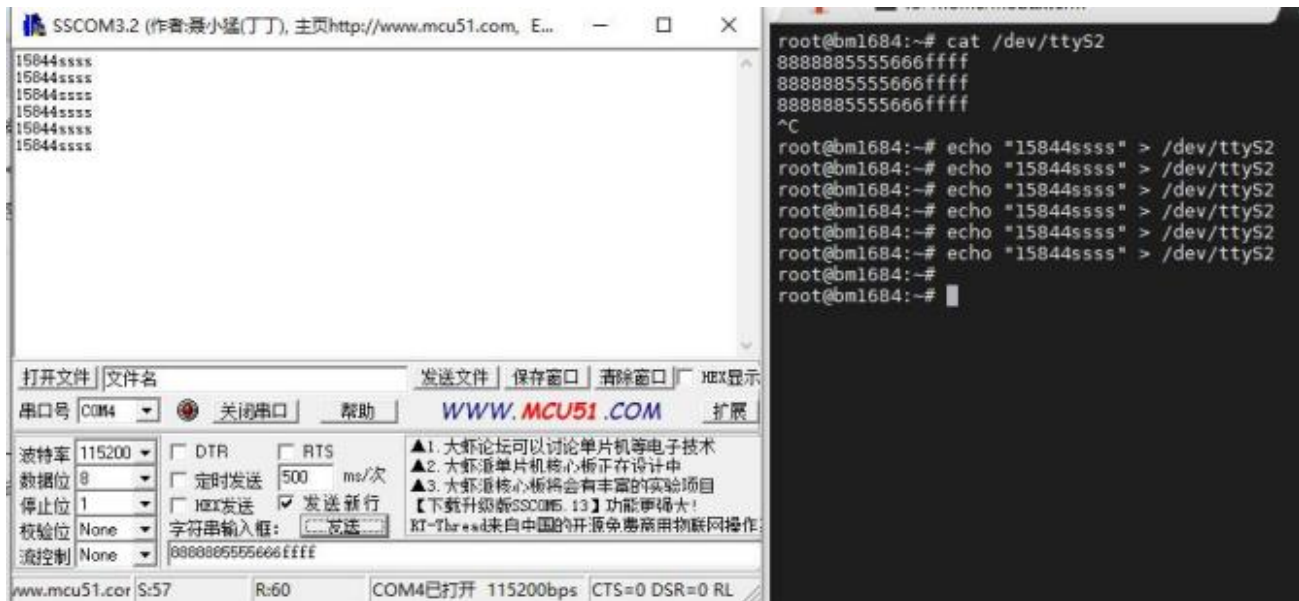 SSCOM3.2 (作者:聂小猛(丁丁), 主页http://www.mcu51.com, E...
15844ssss
15844ssss
15844ssss
15844ssss
15844ssss
15844ssss
打开文件 文件名 发送文件 保存窗口 清除窗口 HEX显示
串口号 COM4 关闭串口 帮助 WWW.MCU51.COM 扩展
波特率 115200 DTR RTS
数据位 8 定时发送 500 ms/次
停止位 1 HEX发送 发送新行
校验位 None 字符串输入框: 发送
流控制 None 8888885555666ffff
▲1.大虾论坛可以讨论单片机等电子技术
▲2.大虾派单片机核心板正在设计中
▲3.大虾派核心板将会有丰富的实验项目
【下载升级版SSCOM5.13】功能更强大!
RT-Thread来自中国的开源免费商用物联网操作
www.mcu51.cor S:57 R:60 COM4已打开 115200bps CTS=0 DSR=0 RL
root@bm1684:~# cat /dev/ttyS2
8888885555666ffff
8888885555666ffff
8888885555666ffff
^C
root@bm1684:~# echo "15844ssss" > /dev/ttyS2
root@bm1684:~# echo "15844ssss" > /dev/ttyS2
root@bm1684:~# echo "15844ssss" > /dev/ttyS2
root@bm1684:~# echo "15844ssss" > /dev/ttyS2
root@bm1684:~# echo "15844ssss" > /dev/ttyS2
root@bm1684:~# echo "15844ssss" > /dev/ttyS2
root@bm1684:~#
root@bm1684:~#